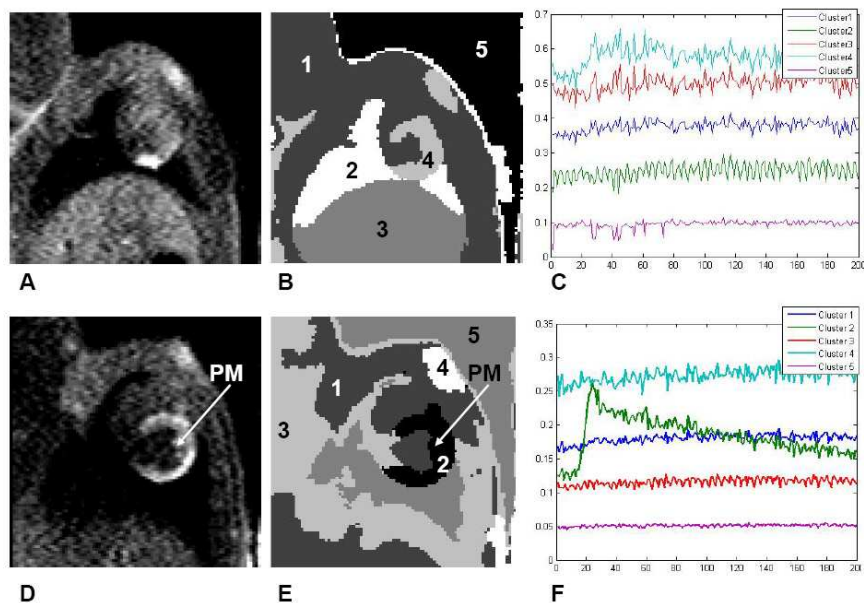 0.7
0.6
0.5
0.4
0.3
0.2
0.1
0
0 20 40 60 80 100 120 140 160 180 200
Cluster1
Cluster2
Cluster3
Cluster4
Cluster5
1
5
2
4
3
A
B
C
PM
5
4
PM
1
3
2
0.35
0.3
0.25
0.2
0.15
0.1
0.05
0
0 20 40 60 80 100 120 140 160 180 200
Cluster 1
Cluster 2
Cluster 3
Cluster 4
Cluster 5
D
E
F